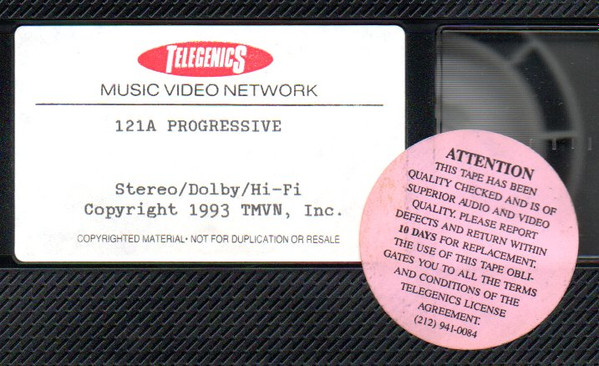 TELEGENICS
MUSIC VIDEO NETWORK
121A PROGRESSIVE
Stereo/Dolby/Hi-Fi
Copyright 1993 TMVN, Inc.
COPYRIGHTED MATERIAL• NOT FOR DUPLICATION OR RESALE
ATTENTION
THIS TAPE HAS BEEN
QUALITY CHECKED AND IS OF
SUPERIOR AUDIO AND VIDEO
QUALITY. PLEASE REPORT
DEFECTS AND RETURN WITHIN
10 DAYS FOR REPLACEMENT.
THE USE OF THIS TAPE OBLI-
GATES YOU TO ALL THE TERMS
AND CONDITIONS OF THE
TELEGENICS LICENSE
AGREEMENT.
(212) 941-0084